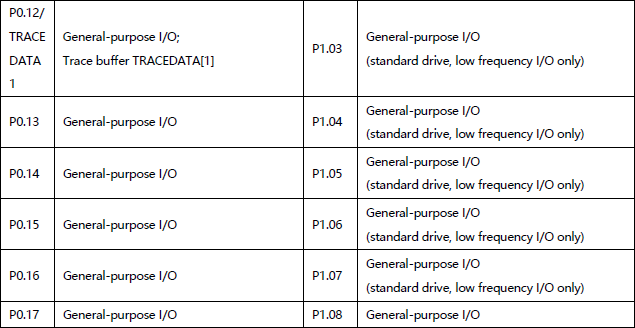 P0.12/
TRACE
DATA
1
General-purpose I/O;
Trace buffer TRACEDATA[1]
P1.03
General-purpose I/O
(standard drive, low frequency I/O only)
P0.13
General-purpose I/O
P1.04
General-purpose I/O
(standard drive, low frequency I/O only)
P0.14
General-purpose I/O
P1.05
General-purpose I/O
(standard drive, low frequency I/O only)
P0.15
General-purpose I/O
P1.06
General-purpose I/O
(standard drive, low frequency I/O only)
P0.16
General-purpose I/O
P1.07
General-purpose I/O
(standard drive, low frequency I/O only)
P0.17
General-purpose I/O
P1.08
General-purpose I/O